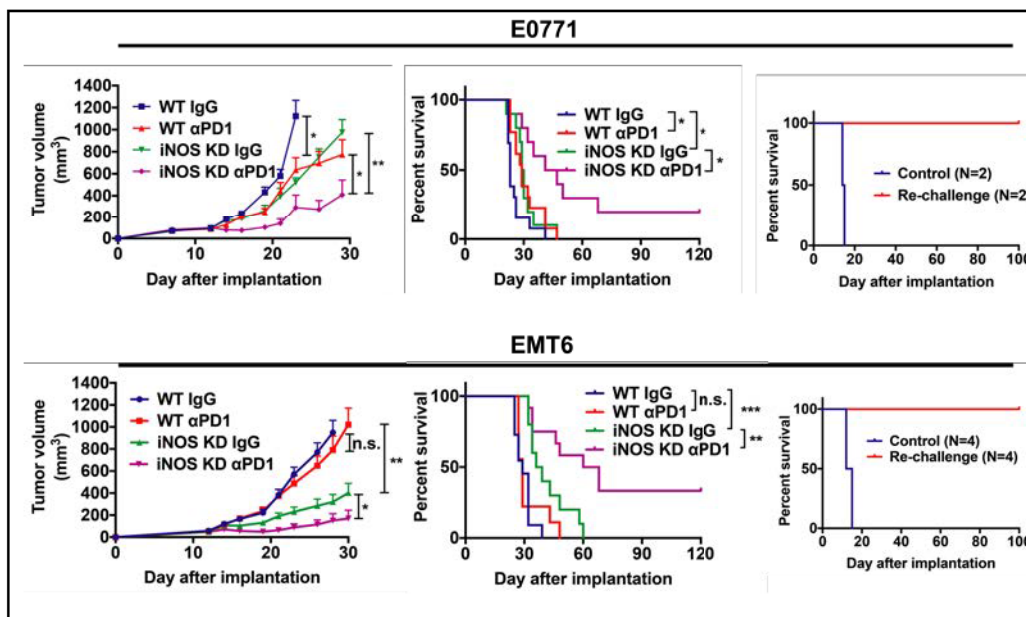 E0771
Tumor volume
(mm³)
1400
1200
1000
800
600
400
200
0
WT IgG
WT αPD1
iNOS KD IgG
iNOS KD αPD1
*
*
**
0
10
20
30
Day after implantation
Percent survival
100
50
0
WT IgG
WT αPD1
iNOS KD IgG
iNOS KD αPD1
*
*
*
0
30
60
90
120
Day after implantation
Percent survival
100
50
0
Control (N=2)
Re-challenge (N=2
0
20
40
60
80
100
Day after implantation
EMT6
Tumor volume
(mm³)
1400
1200
1000
800
600
400
200
0
WT IgG
WT αPD1
iNOS KD IgG
iNOS KD αPD1
n.s.
**
*
0
10
20
30
Day after implantation
Percent survival
100
50
0
WT IgG
WT αPD1
iNOS KD IgG
iNOS KD αPD1
n.s.
***
**
0
30
60
90
120
Day after implantation
Percent survival
100
50
0
Control (N=4)
Re-challenge (N=4)
0
20
40
60
80
100
Day after implantation